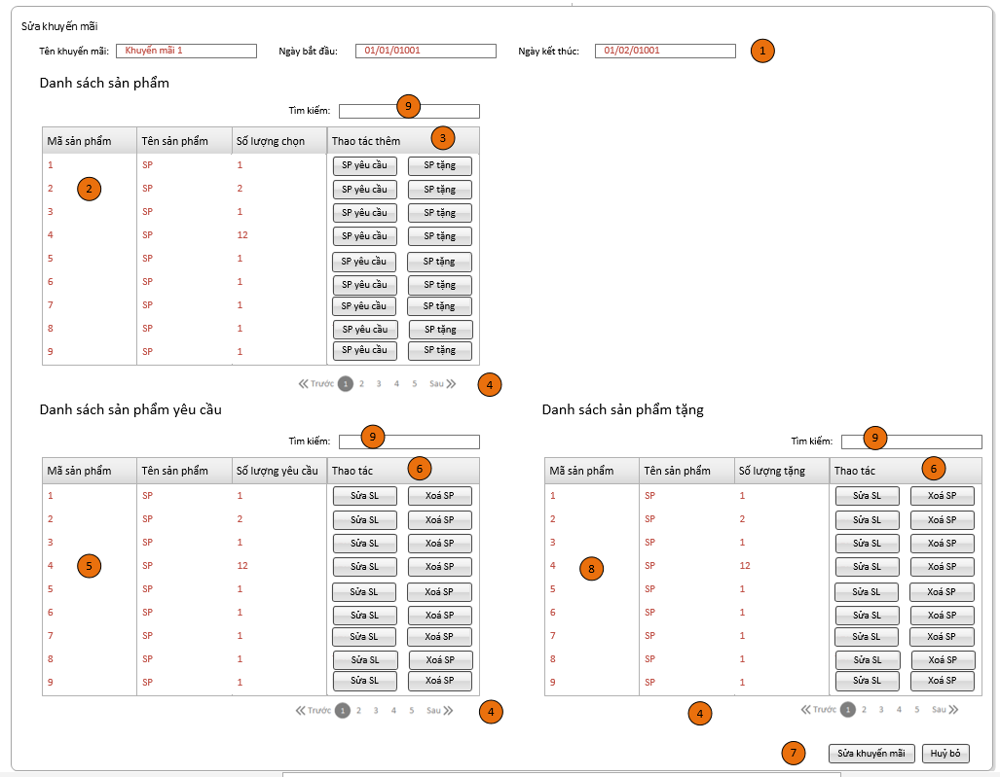 Sửa khuyến mãi
Tên khuyến mãi: Khuyến mãi 1 Ngày bắt đầu: 01/01/01001 Ngày kết thúc: 01/02/01001 1
Danh sách sản phẩm
Tìm kiếm: 9
Mã sản phẩm Tên sản phẩm Số lượng chọn Thao tác thêm 3
1 SP 1 SP yêu cầu SP tặng
2 2 SP 2 SP yêu cầu SP tặng
3 SP 1 SP yêu cầu SP tặng
4 SP 12 SP yêu cầu SP tặng
5 SP 1 SP yêu cầu SP tặng
6 SP 1 SP yêu cầu SP tặng
7 SP 1 SP yêu cầu SP tặng
8 SP 1 SP yêu cầu SP tặng
9 SP 1 SP yêu cầu SP tặng
Trước 1 2 3 4 5 Sau 4
Danh sách sản phẩm yêu cầu
Tìm kiếm: 9
Mã sản phẩm Tên sản phẩm Số lượng yêu cầu Thao tác 6
1 SP 1 Sửa SL Xoá SP
2 SP 2 Sửa SL Xoá SP
3 SP 1 Sửa SL Xoá SP
4 5 SP 12 Sửa SL Xoá SP
5 SP 1 Sửa SL Xoá SP
6 SP 1 Sửa SL Xoá SP
7 SP 1 Sửa SL Xoá SP
8 SP 1 Sửa SL Xoá SP
9 SP 1 Sửa SL Xoá SP
Trước 1 2 3 4 5 Sau 4
Danh sách sản phẩm tặng
Tìm kiếm: 9
Mã sản phẩm Tên sản phẩm Số lượng tặng Thao tác 6
1 SP 1 Sửa SL Xoá SP
2 SP 2 Sửa SL Xoá SP
3 SP 1 Sửa SL Xoá SP
4 8 SP 12 Sửa SL Xoá SP
5 SP 1 Sửa SL Xoá SP
6 SP 1 Sửa SL Xoá SP
7 SP 1 Sửa SL Xoá SP
8 SP 1 Sửa SL Xoá SP
9 SP 1 Sửa SL Xoá SP
4 Trước 1 2 3 4 5 Sau
7 Sửa khuyến mãi Huỷ bỏ